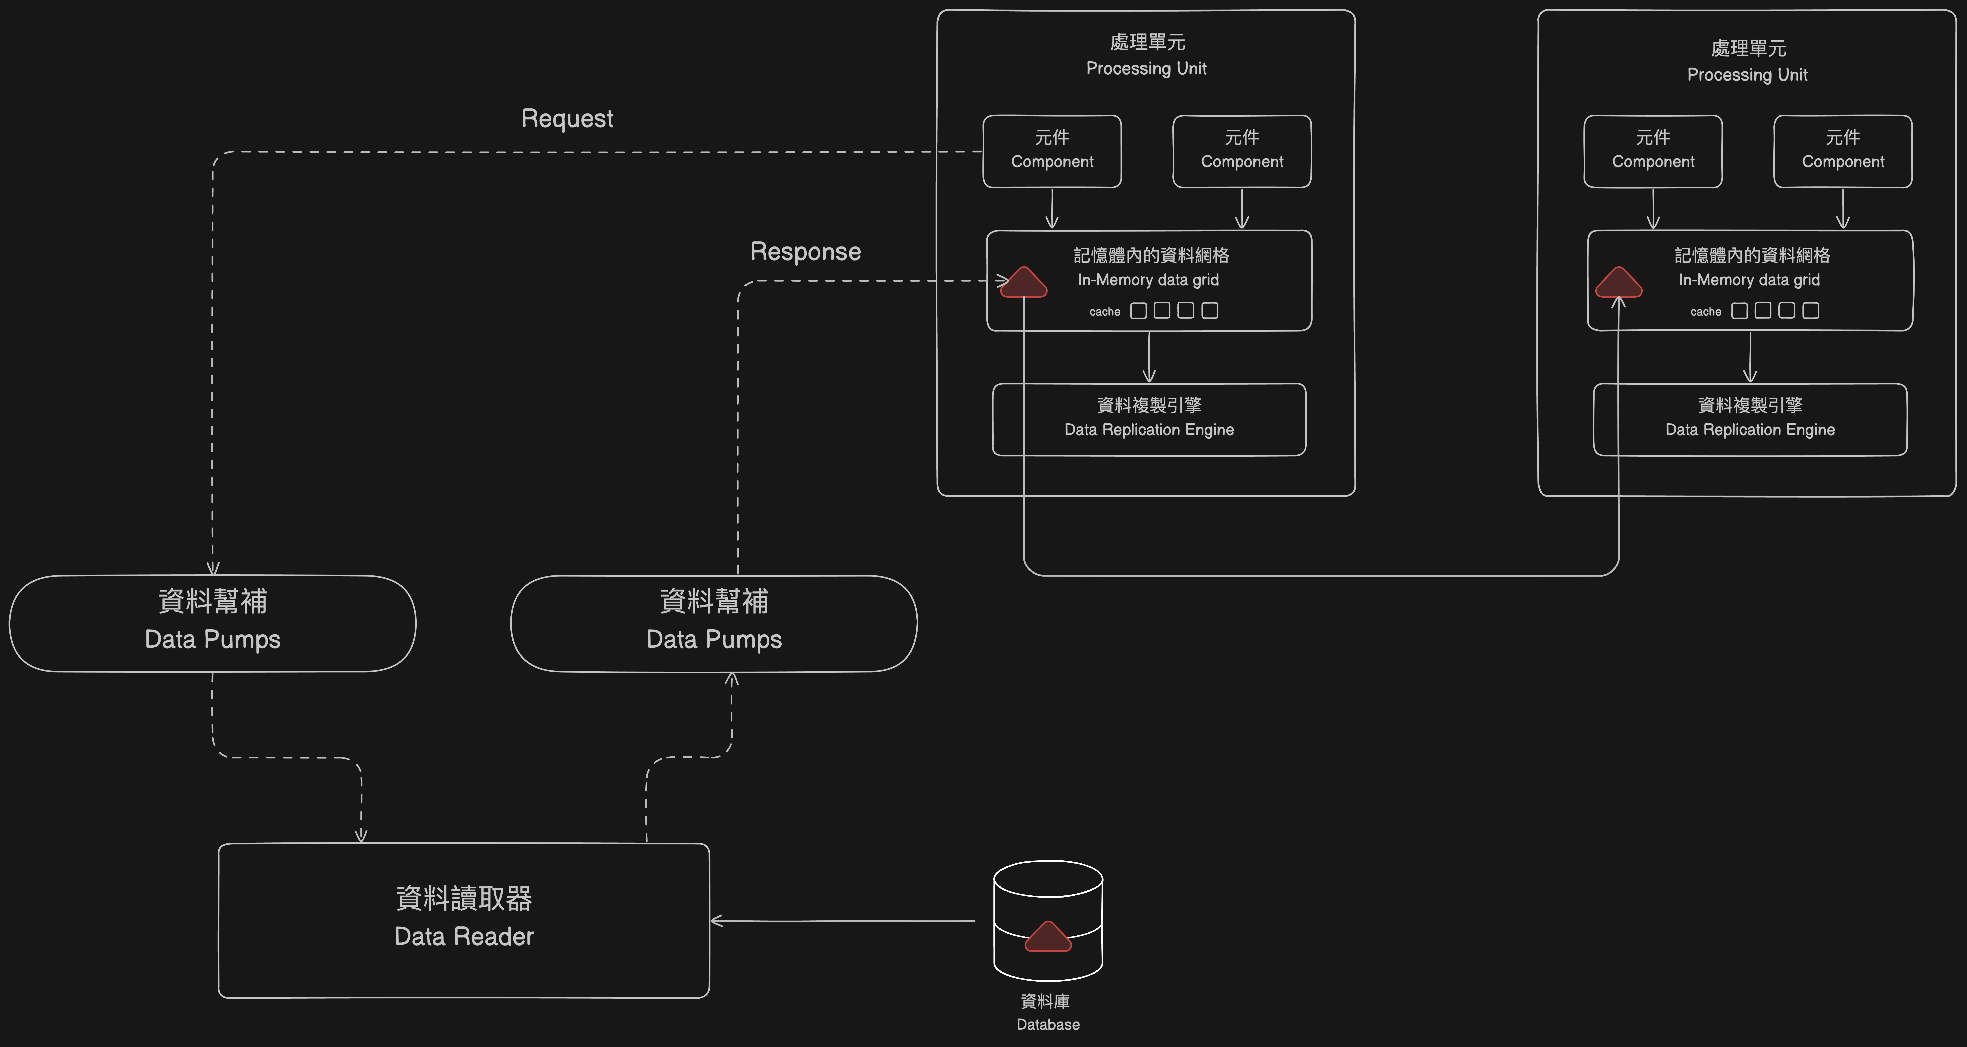 處理單元
Processing Unit
元件
Component
元件
Component
記憶體內的資料網格
In-Memory data grid
cache
資料複製引擎
Data Replication Engine
處理單元
Processing Unit
元件
Component
元件
Component
記憶體內的資料網格
In-Memory data grid
cache
資料複製引擎
Data Replication Engine
Request
Response
資料幫補
Data Pumps
資料幫補
Data Pumps
資料讀取器
Data Reader
資料庫
Database